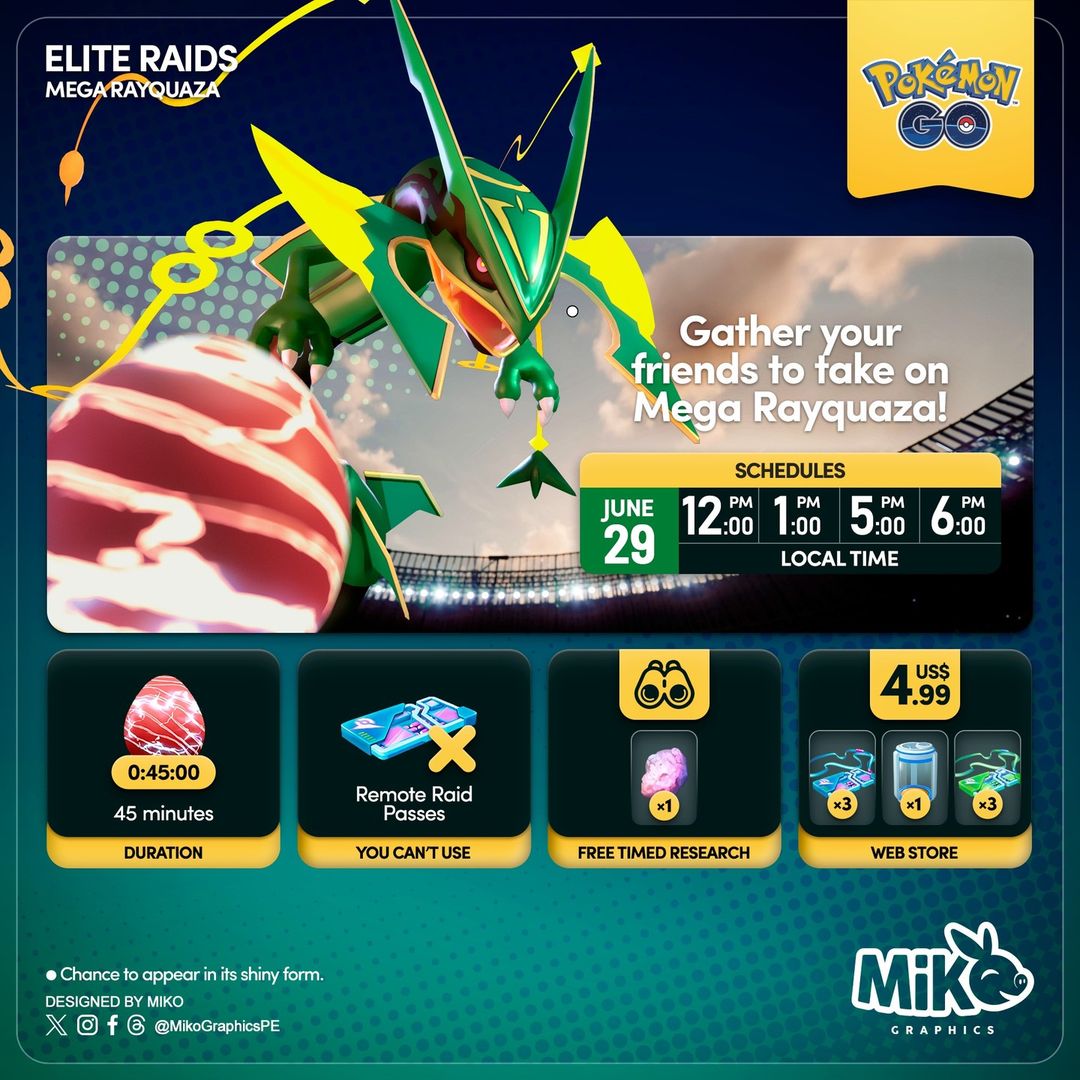 ELITE RAIDS
MEGA RAYQUAZA
POKÉMON
GO
Gather your
friends to take on
Mega Rayquaza!
SCHEDULES
JUNE
29
12:00 PM
1:00 PM
5:00 PM
6:00 PM
LOCAL TIME
0:45:00
45 minutes
DURATION
Remote Raid
Passes
YOU CAN'T USE
×1
FREE TIMED RESEARCH
4.99 US$
×3
×1
×3
WEB STORE
Chance to appear in its shiny form.
DESIGNED BY MIKO
@MikoGraphicsPE
MiKO
GRAPHICS